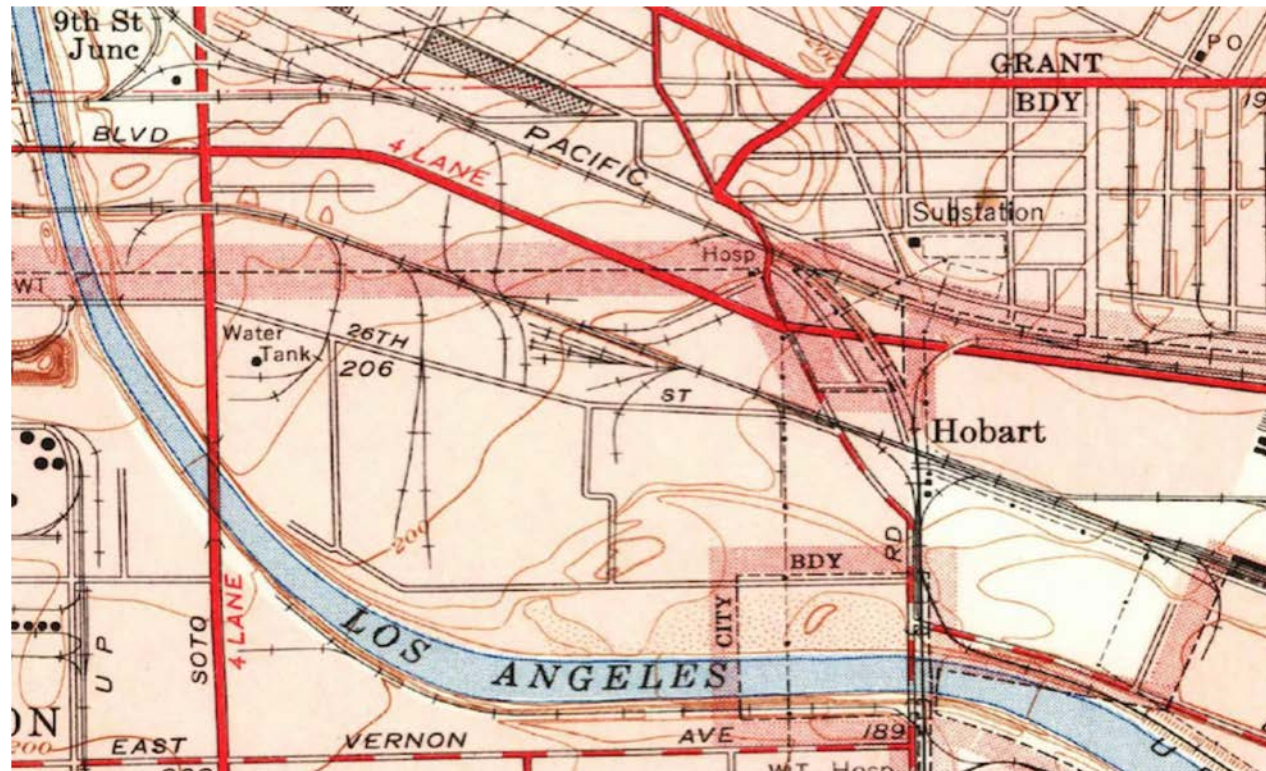 9th St
Junc
BLVD
4 LANE
PACIFIC
200
GRANT
BDY
PO
19
Substation
Hosp
WT
Water
Tank
26TH
206
ST
Hobart
200
BDY
CITY
RD
UP
SOTO
4 LANE
LOS ANGELES
U
ON
200
EAST VERNON AVE
189
WT Hosp